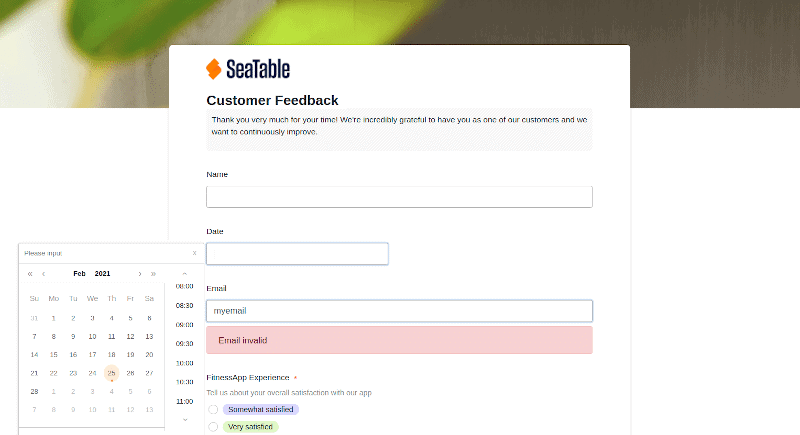 SeaTable
Customer Feedback
Thank you very much for your time! We're incredibly grateful to have you as one of our customers and we
want to continuously improve.
Name
Date
Please input x
« ‹ Feb 2021 › »
Su Mo Tu We Th Fr Sa
31 1 2 3 4 5 6
7 8 9 10 11 12 13
14 15 16 17 18 19 20
21 22 23 24 25 26 27
28 1 2 3 4 5 6
7 8 9 10 11 12 13
08:00
08:30
09:00
09:30
10:00
10:30
11:00
Email
myemail
Email invalid
FitnessApp Experience *
Tell us about your overall satisfaction with our app
Somewhat satisfied
Very satisfied